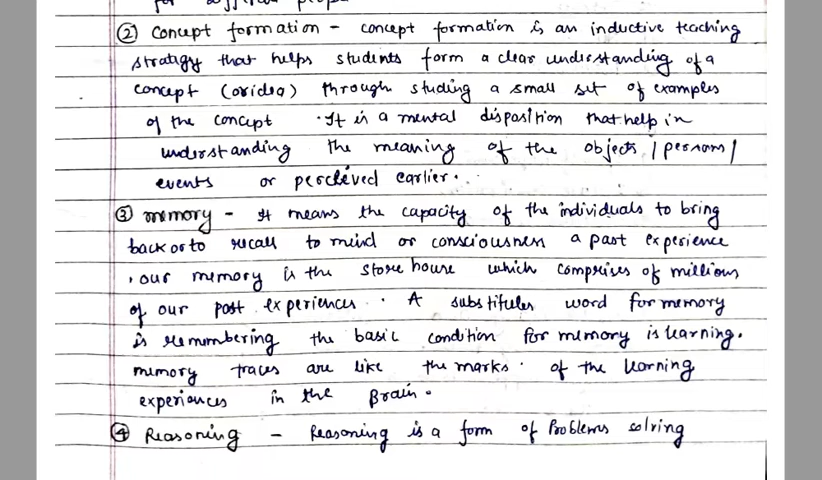 ② Concept formation - concept formation is an inductive teaching
stratigy that helps students form a clear understanding of a
concept (or idea) through studing a small set of examples
of the concept . It is a mental disposition that help in
understanding the meaning of the objects / persons /
events or percieved earlier.
③ memory - It means the capacity of the individuals to bring
back or to recall to mind or consciousness a past experience
. our memory is the store house which comprises of millions
of our past experiences . A substitutes word for memory
is remmbering the basic condition for memory is learning.
memory traces are like the marks . of the learning
experiances in the Brain.
④ Reasoning - Reasoning is a form of Problems solving